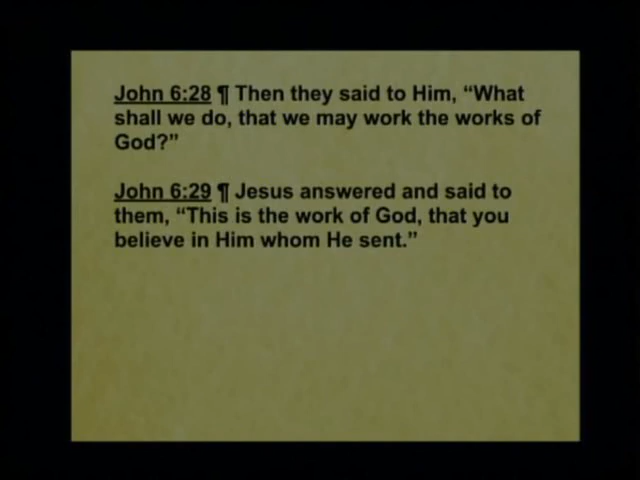 John 6:28 ¶ Then they said to Him, “What
shall we do, that we may work the works of
God?”
John 6:29 ¶ Jesus answered and said to
them, “This is the work of God, that you
believe in Him whom He sent.”